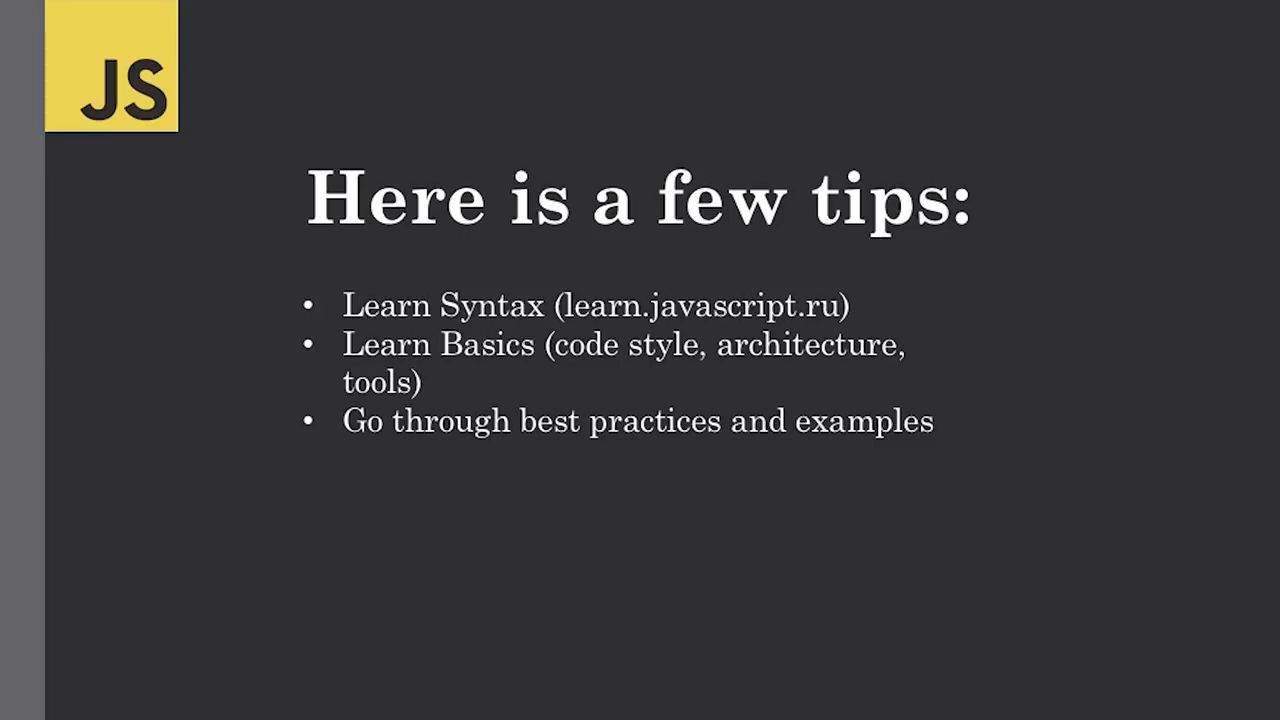 JS
Here is a few tips:
• Learn Syntax (learn.javascript.ru)
• Learn Basics (code style, architecture,
tools)
• Go through best practices and examples